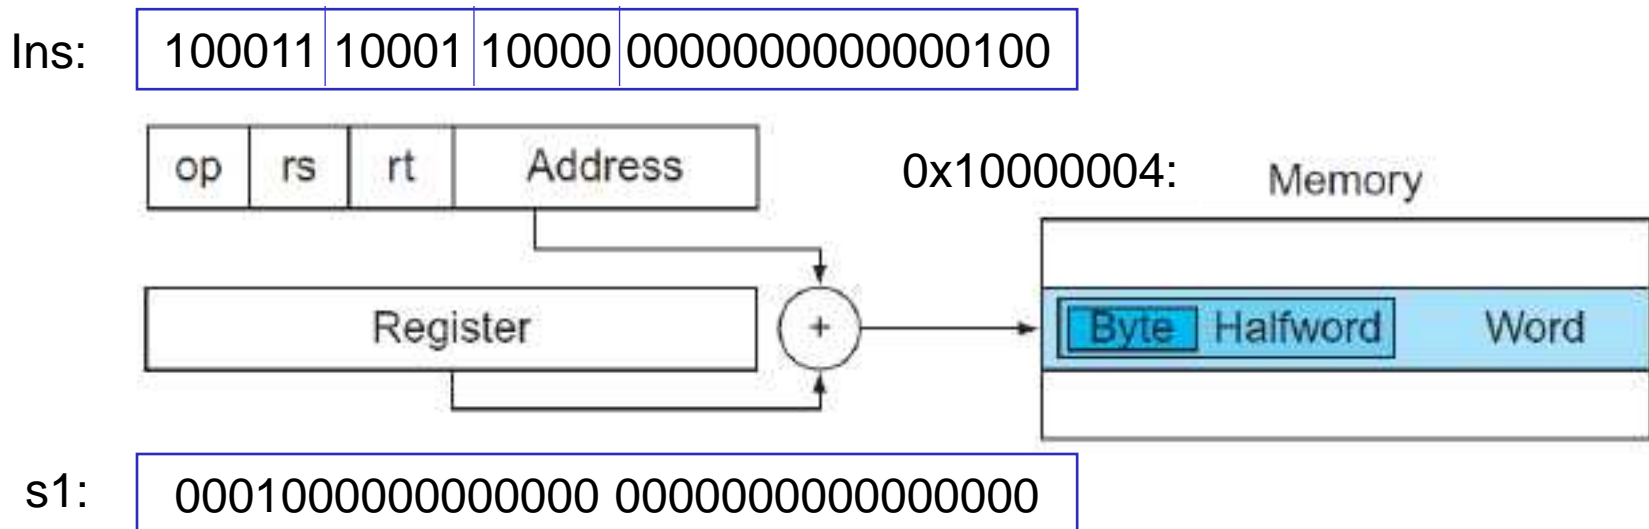 Ins: 100011 10001 10000 0000000000000100
op rs rt Address
0x10000004: Memory
Register + Byte Halfword Word
s1: 0001000000000000 0000000000000000